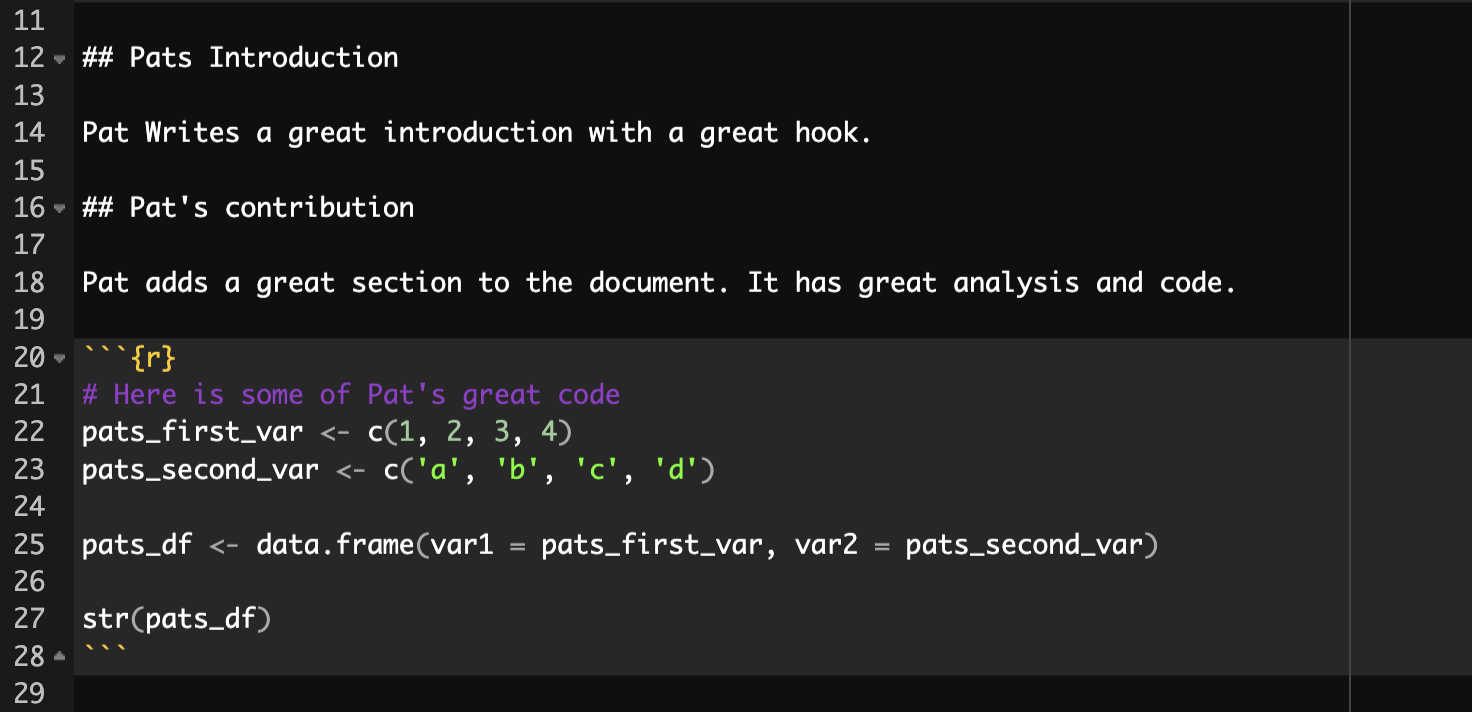 11
12 ## Pats Introduction
13
14 Pat Writes a great introduction with a great hook.
15
16 ## Pat's contribution
17
18 Pat adds a great section to the document. It has great analysis and code.
19
20 ```{r}
21 # Here is some of Pat's great code
22 pats_first_var <- c(1, 2, 3, 4)
23 pats_second_var <- c('a', 'b', 'c', 'd')
24
25 pats_df <- data.frame(var1 = pats_first_var, var2 = pats_second_var)
26
27 str(pats_df)
28 ```
29